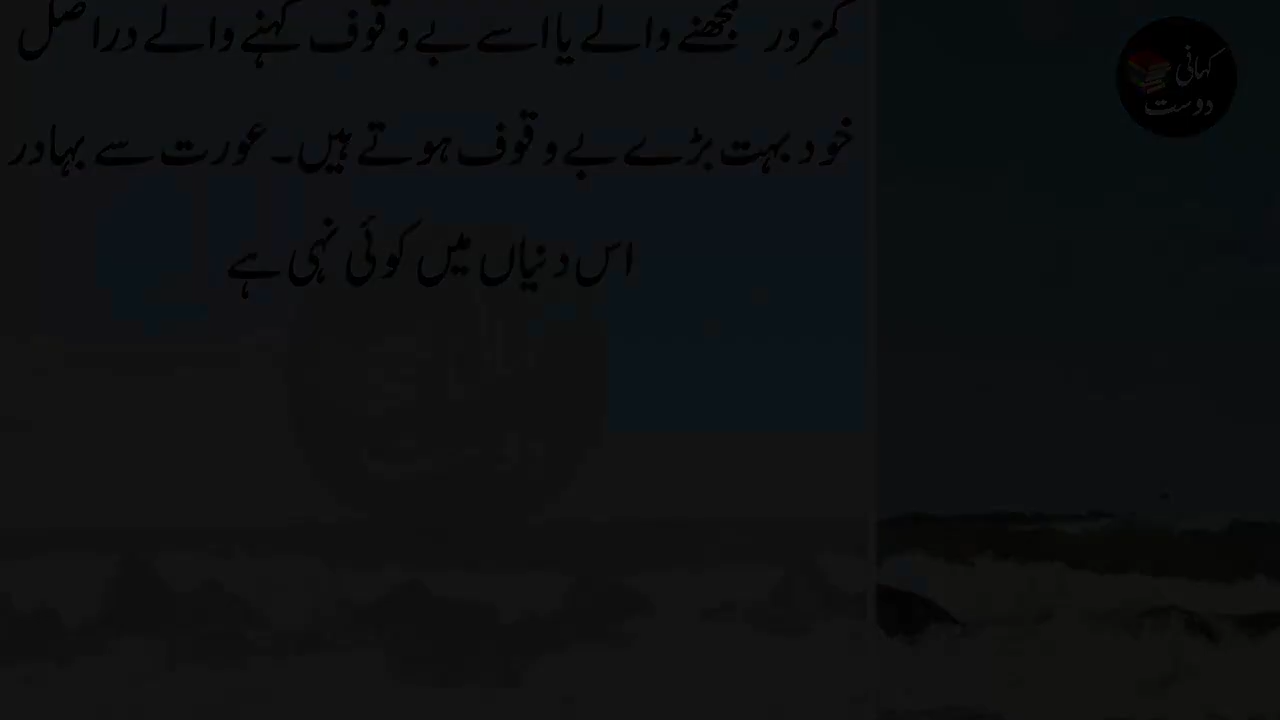 کمزور سمجھنے والے یا اسے بے وقوف کہنے والے دراصل
خود بہت بڑے بے وقوف ہوتے ہیں۔ عورت سے بہادر
اس دنیاں میں کوئی نہی ہے
کہانی
دوست